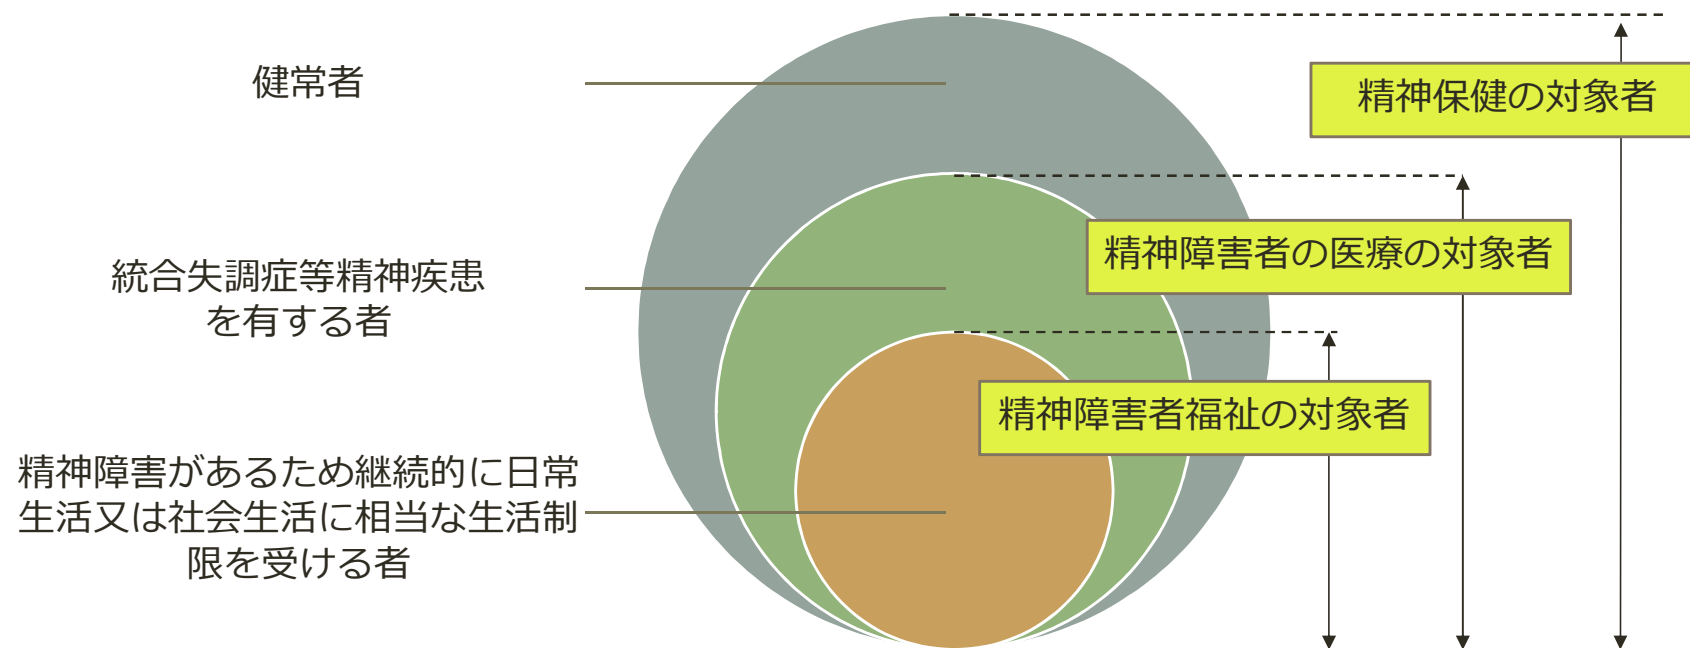 健常者
精神保健の対象者
精神障害者の医療の対象者
統合失調症等精神疾患
を有する者
精神障害者福祉の対象者
精神障害があるため継続的に日常
生活又は社会生活に相当な生活制
限を受ける者